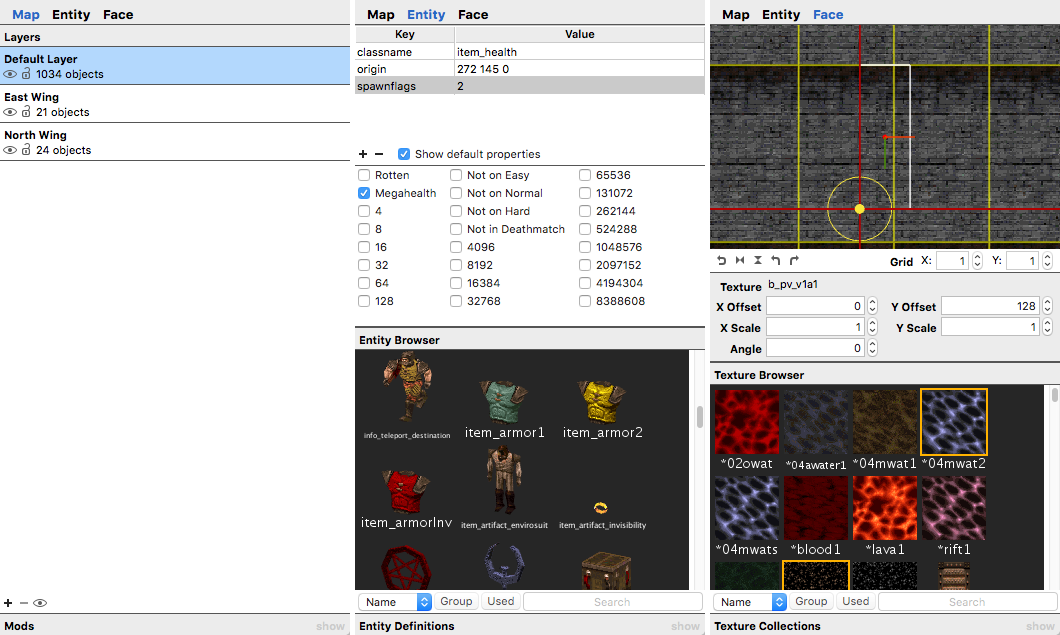 Map Entity Face
Layers
Default Layer
1034 objects
East Wing
21 objects
North Wing
24 objects
Mods show
Map Entity Face
Key Value
classname item_health
origin 272 145 0
spawnflags 2
Show default properties
Rotten Not on Easy 65536
Megahealth Not on Normal 131072
4 Not on Hard 262144
8 Not in Deathmatch 524288
16 4096 1048576
32 8192 2097152
64 16384 4194304
128 32768 8388608
Entity Browser
info_teleport_destination item_armor1 item_armor2
item_armorInv item_artifact_envirosuit item_artifact_invisibility
Name Group Used Search
Entity Definitions show
Map Entity Face
Grid X: 1 Y: 1
Texture b_pv_v1a1
X Offset 0 Y Offset 128
X Scale 1 Y Scale 1
Angle 0
Texture Browser
*02owat *04awater1 *04mwat1 *04mwat2
*04mwats *blood1 *lava1 *rift1
Name Group Used Search
Texture Collections show